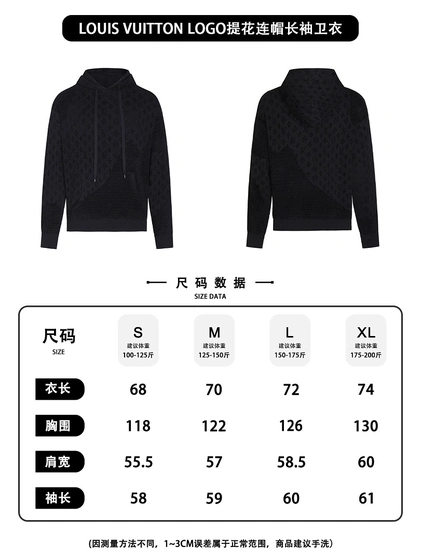 LOUIS VUITTON LOGO提花连帽长袖卫衣
尺码数据
SIZE DATA
尺码 S M L XL
SIZE 建议体重 建议体重 建议体重 建议体重
100-125斤 125-150斤 150-175斤 175-200斤
衣长 68 70 72 74
胸围 118 122 126 130
肩宽 55.5 57 58.5 60
袖长 58 59 60 61
(因测量方法不同，1~3CM误差属于正常范围，商品建议手洗)